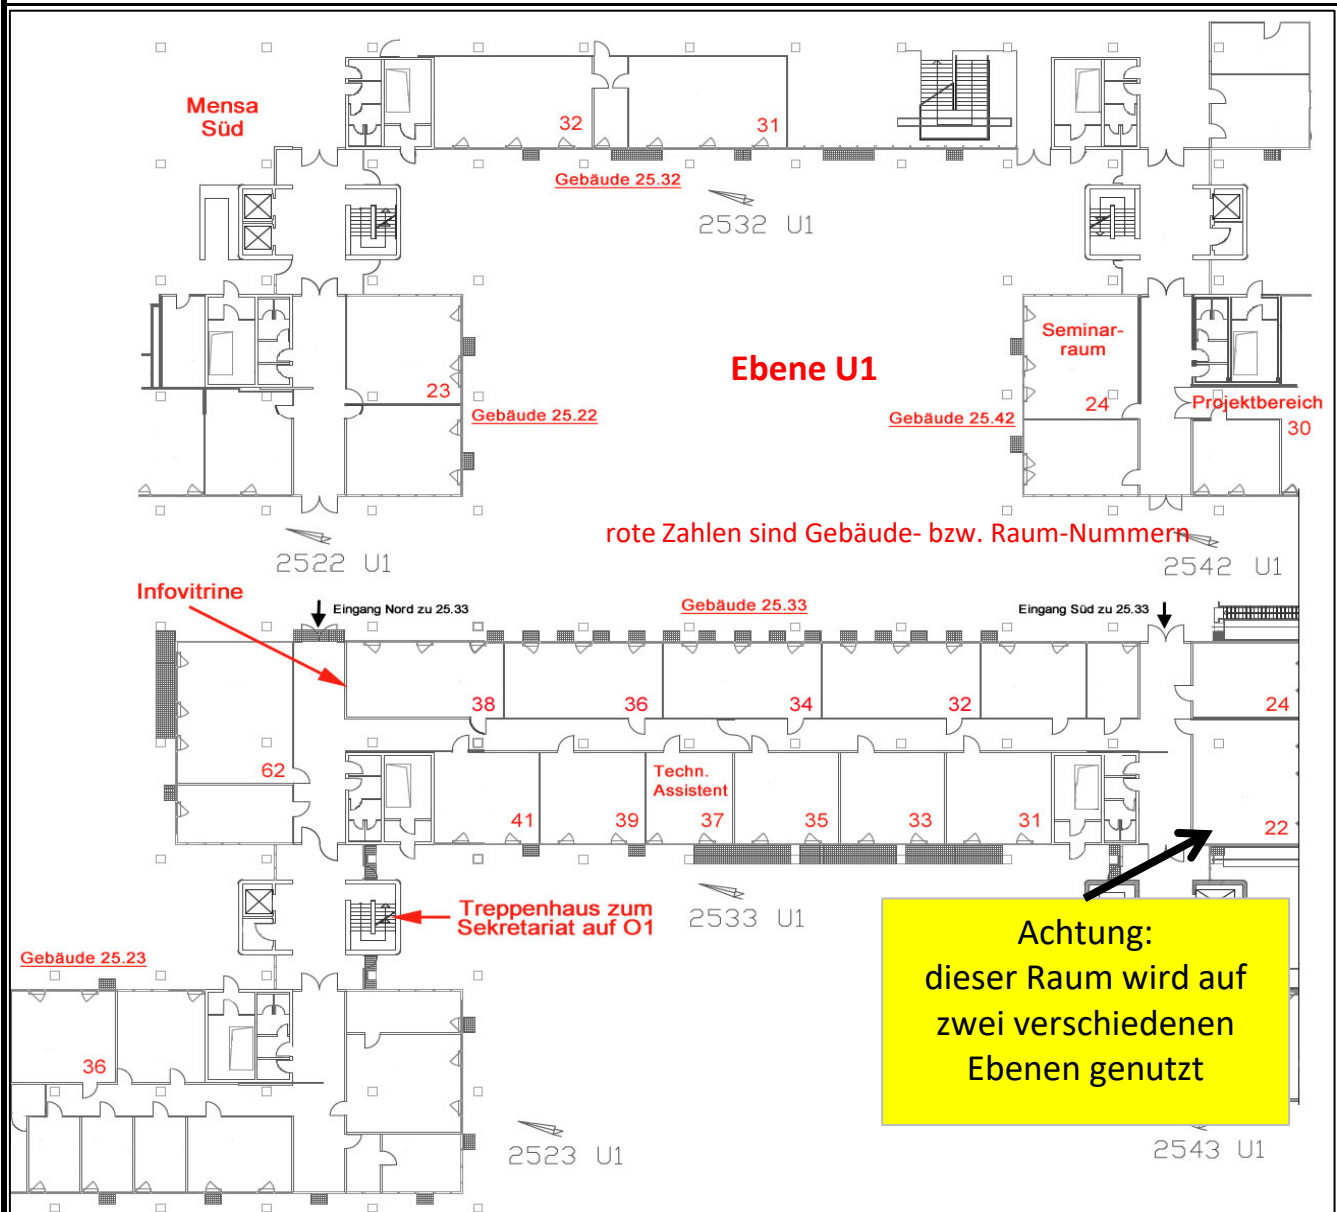 Mensa
Süd
32
31
Gebäude 25.32
2532 U1
Seminar-
raum
Ebene U1
23
24
Gebäude 25.22
Gebäude 25.42
Projektbereich
30
rote Zahlen sind Gebäude- bzw. Raum-Nummern
2522 U1
2542 U1
Infovitrine
Eingang Nord zu 25.33
Gebäude 25.33
Eingang Süd zu 25.33
38
36
34
32
24
62
Techn.
Assistent
41
39
37
35
33
31
22
Treppenhaus zum
Sekretariat auf O1
2533 U1
Gebäude 25.23
Achtung:
dieser Raum wird auf
zwei verschiedenen
Ebenen genutzt
36
2523 U1
2543 U1